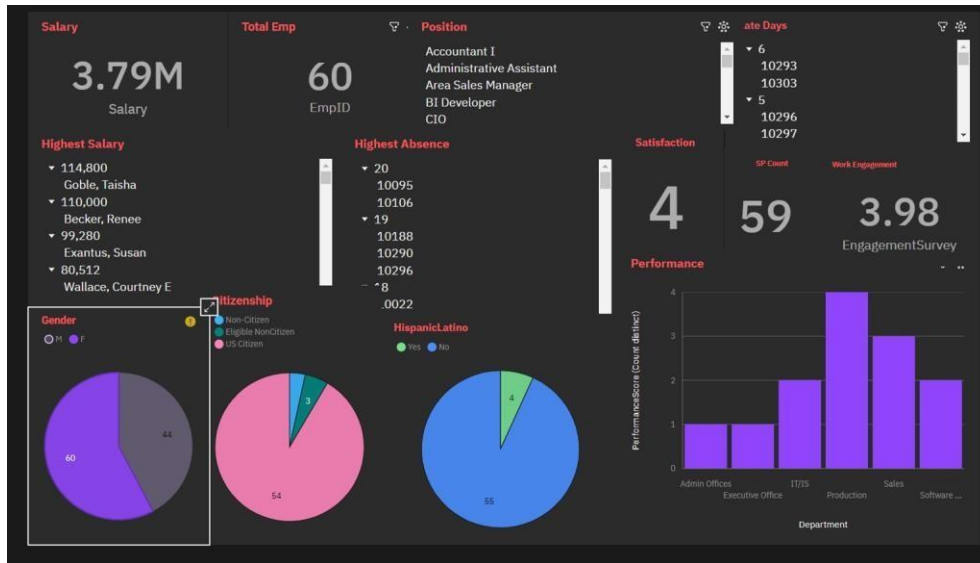 Salary
3.79M
Salary
Total Emp
60
EmpID
Position
Accountant I
Administrative Assistant
Area Sales Manager
BI Developer
CIO
ate Days
6
10293
10303
5
10296
10297
Highest Salary
114,800
Goble, Taisha
110,000
Becker, Renee
99,280
Exantus, Susan
80,512
Wallace, Courtney E
Highest Absence
20
10095
10106
19
10188
10290
10296
18
.0022
Satisfaction
4
SP Count
59
Work Engagement
3.98
EngagementSurvey
Gender
M F
44
60
Citizenship
Non-Citizen
Eligible NonCitizen
US Citizen
3
54
HispanicLatino
Yes No
4
55
Performance
PerformanceScore (Count distinct)
4
3
2
1
0
Admin Offices
Executive Office
IT/IS
Production
Sales
Software ...
Department